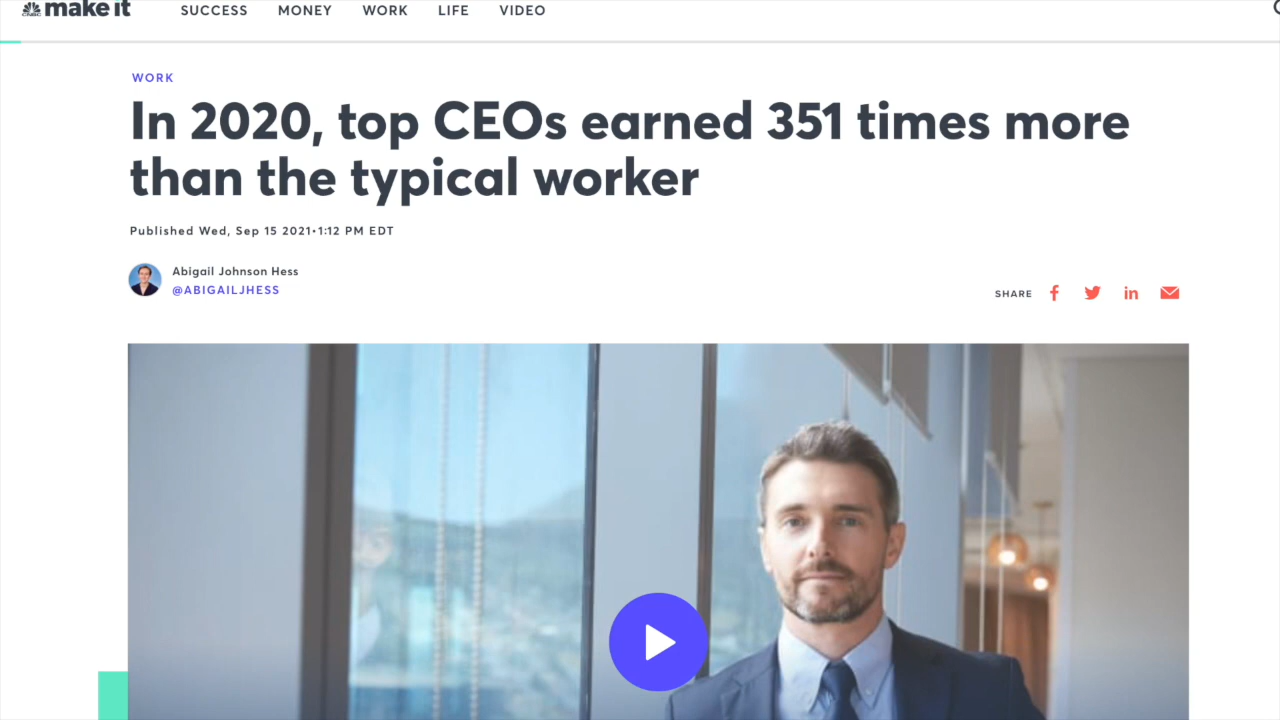 make it
SUCCESS MONEY WORK LIFE VIDEO
WORK
In 2020, top CEOs earned 351 times more
than the typical worker
Published Wed, Sep 15 2021•1:12 PM EDT
Abigail Johnson Hess
@ABIGAILJHESS
SHARE